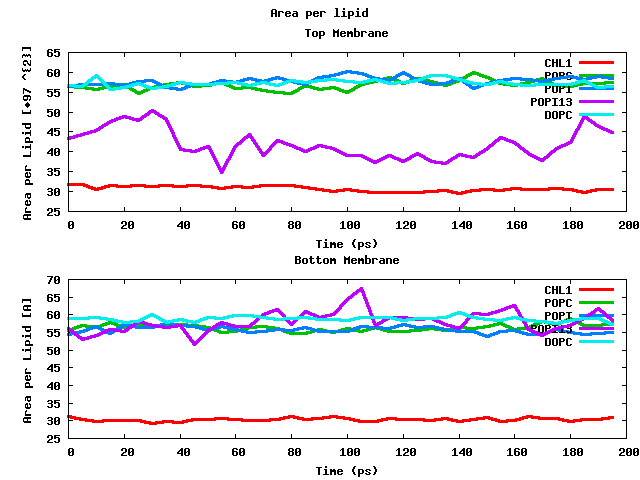 Area per lipid
Top Membrane
Area per Lipid [*97 ^{2}]
65
60
55
50
45
40
35
30
25
CHL1
POPC
POPI
POPI13
DOPC
0 20 40 60 80 100 120 140 160 180 200
Time (ps)
Bottom Membrane
Area per Lipid [A]
70
65
60
55
50
45
40
35
30
25
CHL1
POPC
POPI
POPI13
DOPC
0 20 40 60 80 100 120 140 160 180 200
Time (ps)